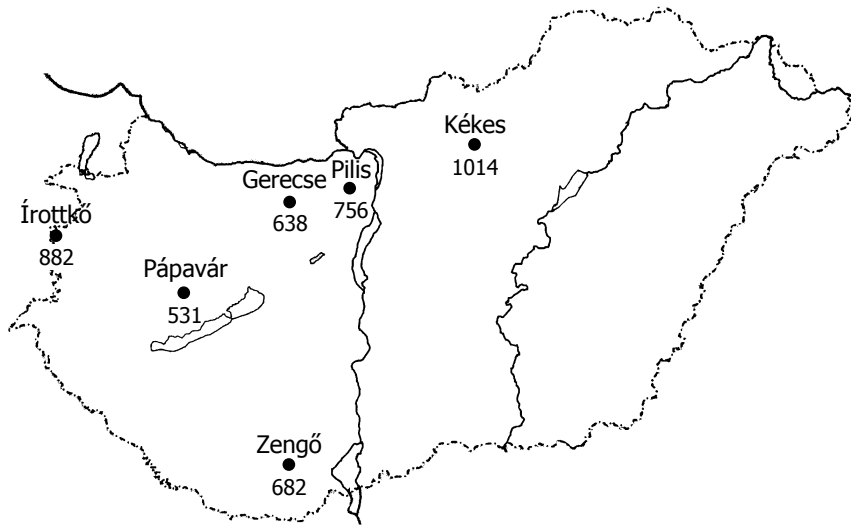 Kékes
1014
Pilis
756
Gerecse
638
Írottkő
882
Pápavár
531
Zengő
682